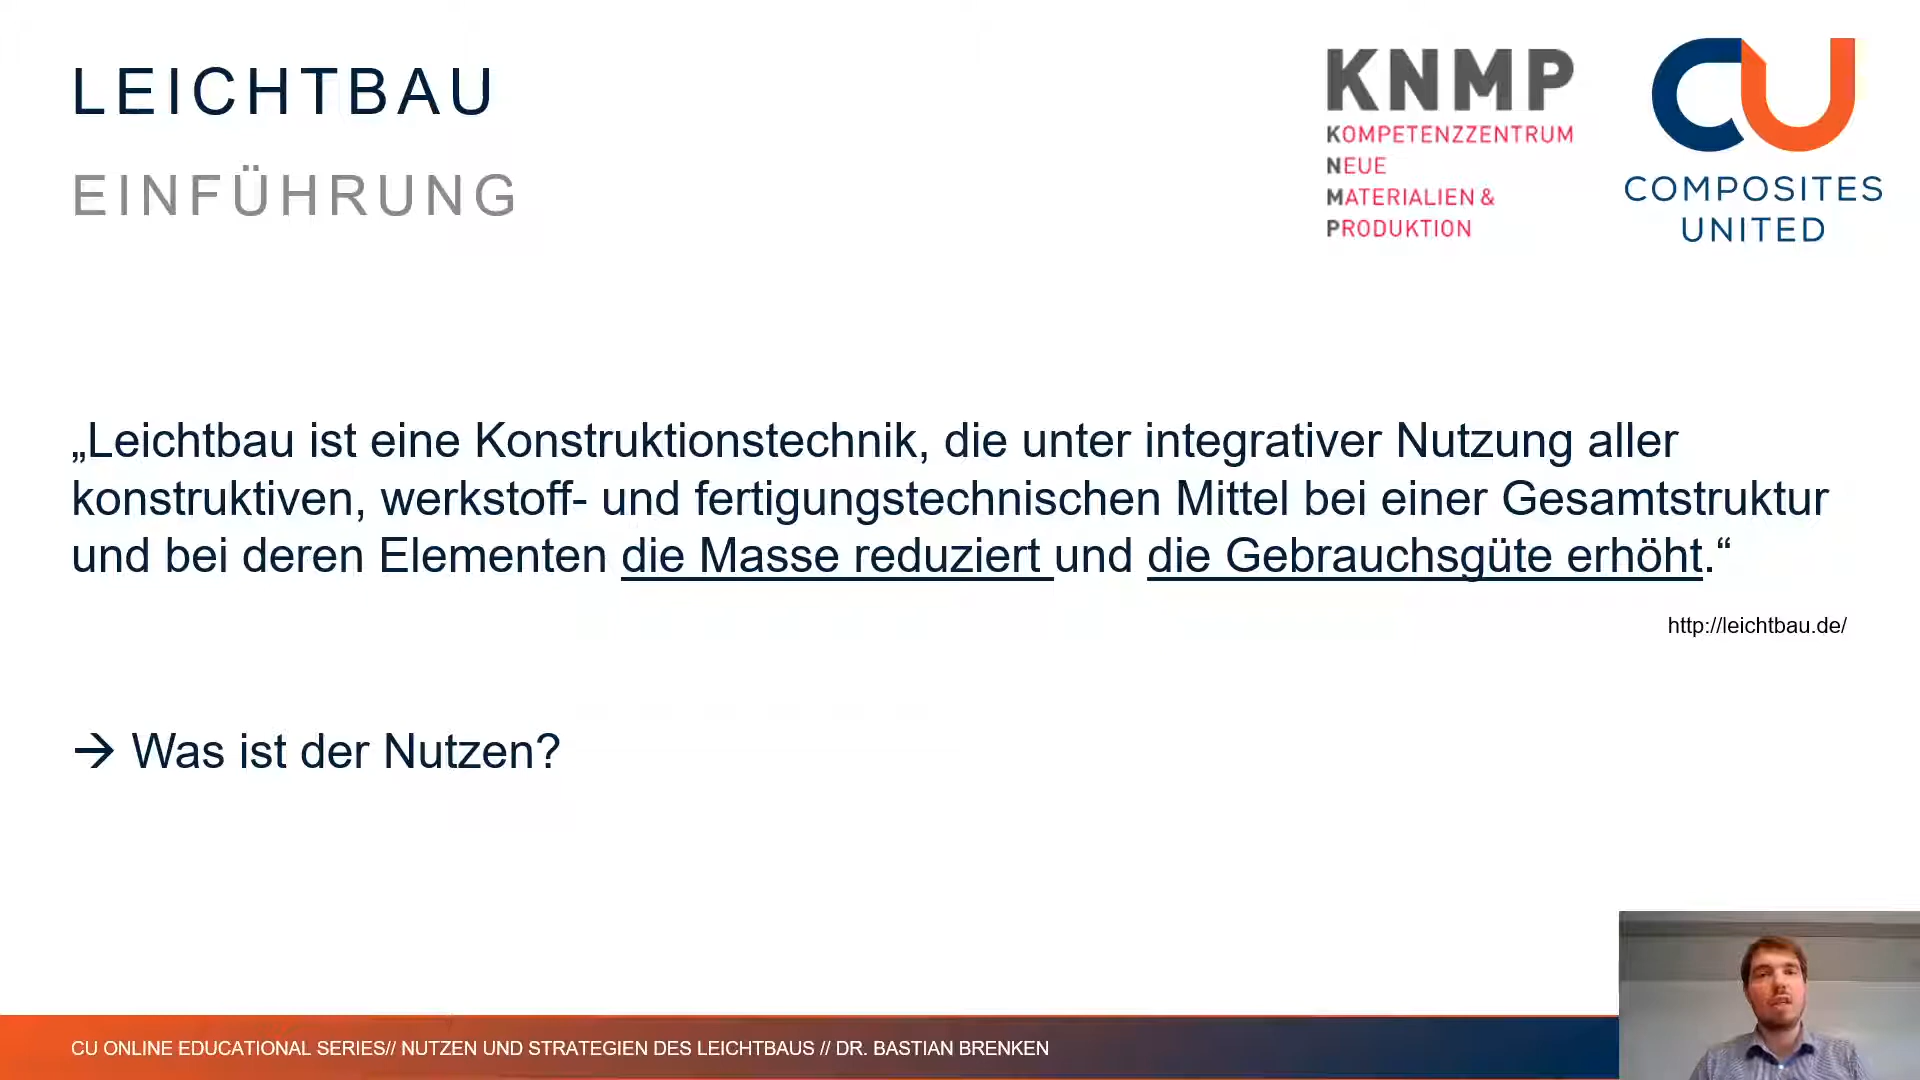 LEICHTBAU
EINFÜHRUNG
KNMP
KOMPETENZZENTRUM
NEUE
MATERIALIEN &
PRODUKTION
CU
COMPOSITES
UNITED
„Leichtbau ist eine Konstruktionstechnik, die unter integrativer Nutzung aller
konstruktiven, werkstoff- und fertigungstechnischen Mittel bei einer Gesamtstruktur
und bei deren Elementen die Masse reduziert und die Gebrauchsgüte erhöht.“
http://leichtbau.de/
→ Was ist der Nutzen?
CU ONLINE EDUCATIONAL SERIES// NUTZEN UND STRATEGIEN DES LEICHTBAUS // DR. BASTIAN BRENKEN